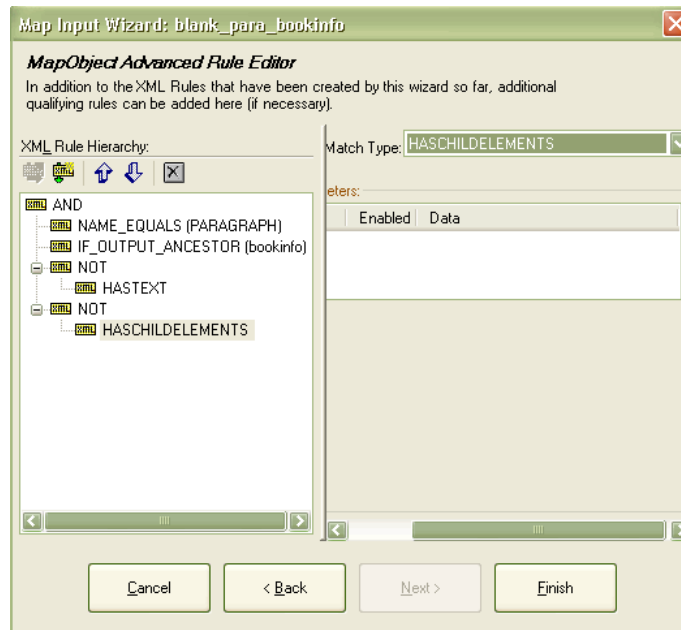 Map Input Wizard: blank_para_bookinfo
MapObject Advanced Rule Editor
In addition to the XML Rules that have been created by this wizard so far, additional
qualifying rules can be added here (if necessary).
XML Rule Hierarchy:
Match Type: HASCHILDELEMENTS
eters:
Enabled Data
AND
NAME_EQUALS (PARAGRAPH)
IF_OUTPUT_ANCESTOR (bookinfo)
NOT
HASTEXT
NOT
HASCHILDELEMENTS
Cancel < Back Next > Finish